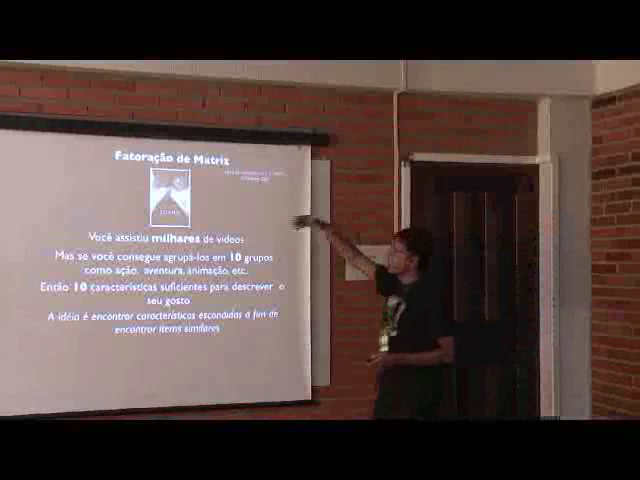 Fatoração de Matriz
Você assistiu milhares de vídeos
Mas se você consegue agrupá-los em 10 grupos
como ação, aventura, animação, etc.
Então 10 características suficientes para descrever o
seu gosto
A idéia é encontrar características escondidas a fim de
encontrar items similares